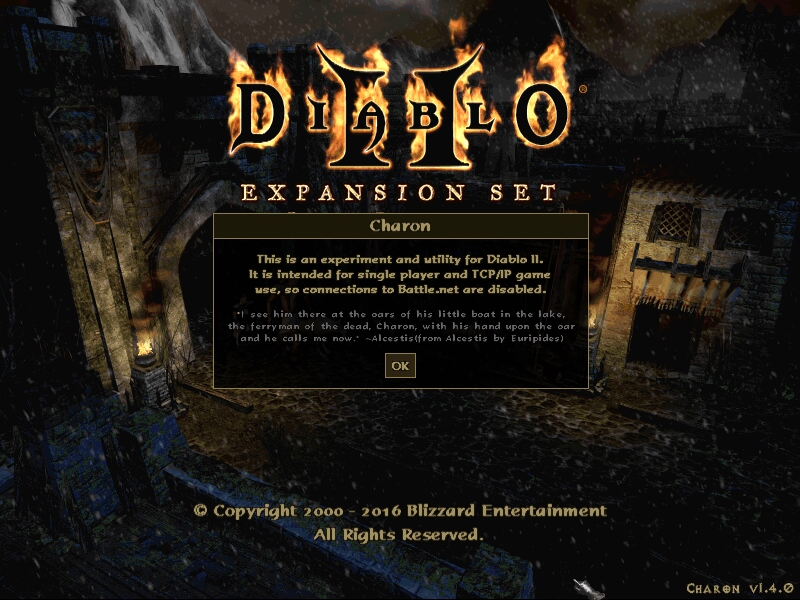 DIABLO
II
®
EXPANSION SET
Charon
This is an experiment and utility for Diablo II.
It is intended for single player and TCP/IP game
use, so connections to Battle.net are disabled.
"I see him there at the oars of his little boat in the lake,
the ferryman of the dead, Charon, with his hand upon the oar
and he calls me now." ~Alcestis(from Alcestis by Euripides)
OK
© Copyright 2000 - 2016 Blizzard Entertainment
All Rights Reserved.
Charon v1.4.0